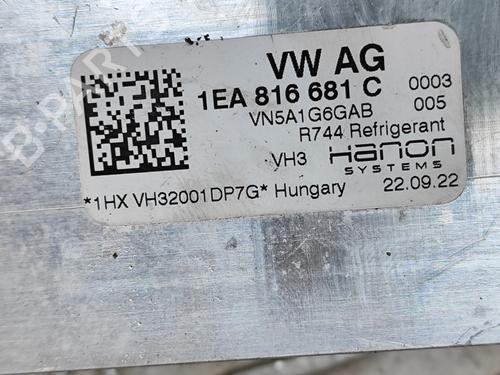 VW AG
1EA 816 681 C 0003
VN5A1G6GAB 005
R744 Refrigerant
VH3 Hanon
SYSTEMS
*1HX VH32001DP7G* Hungary 22.09.22